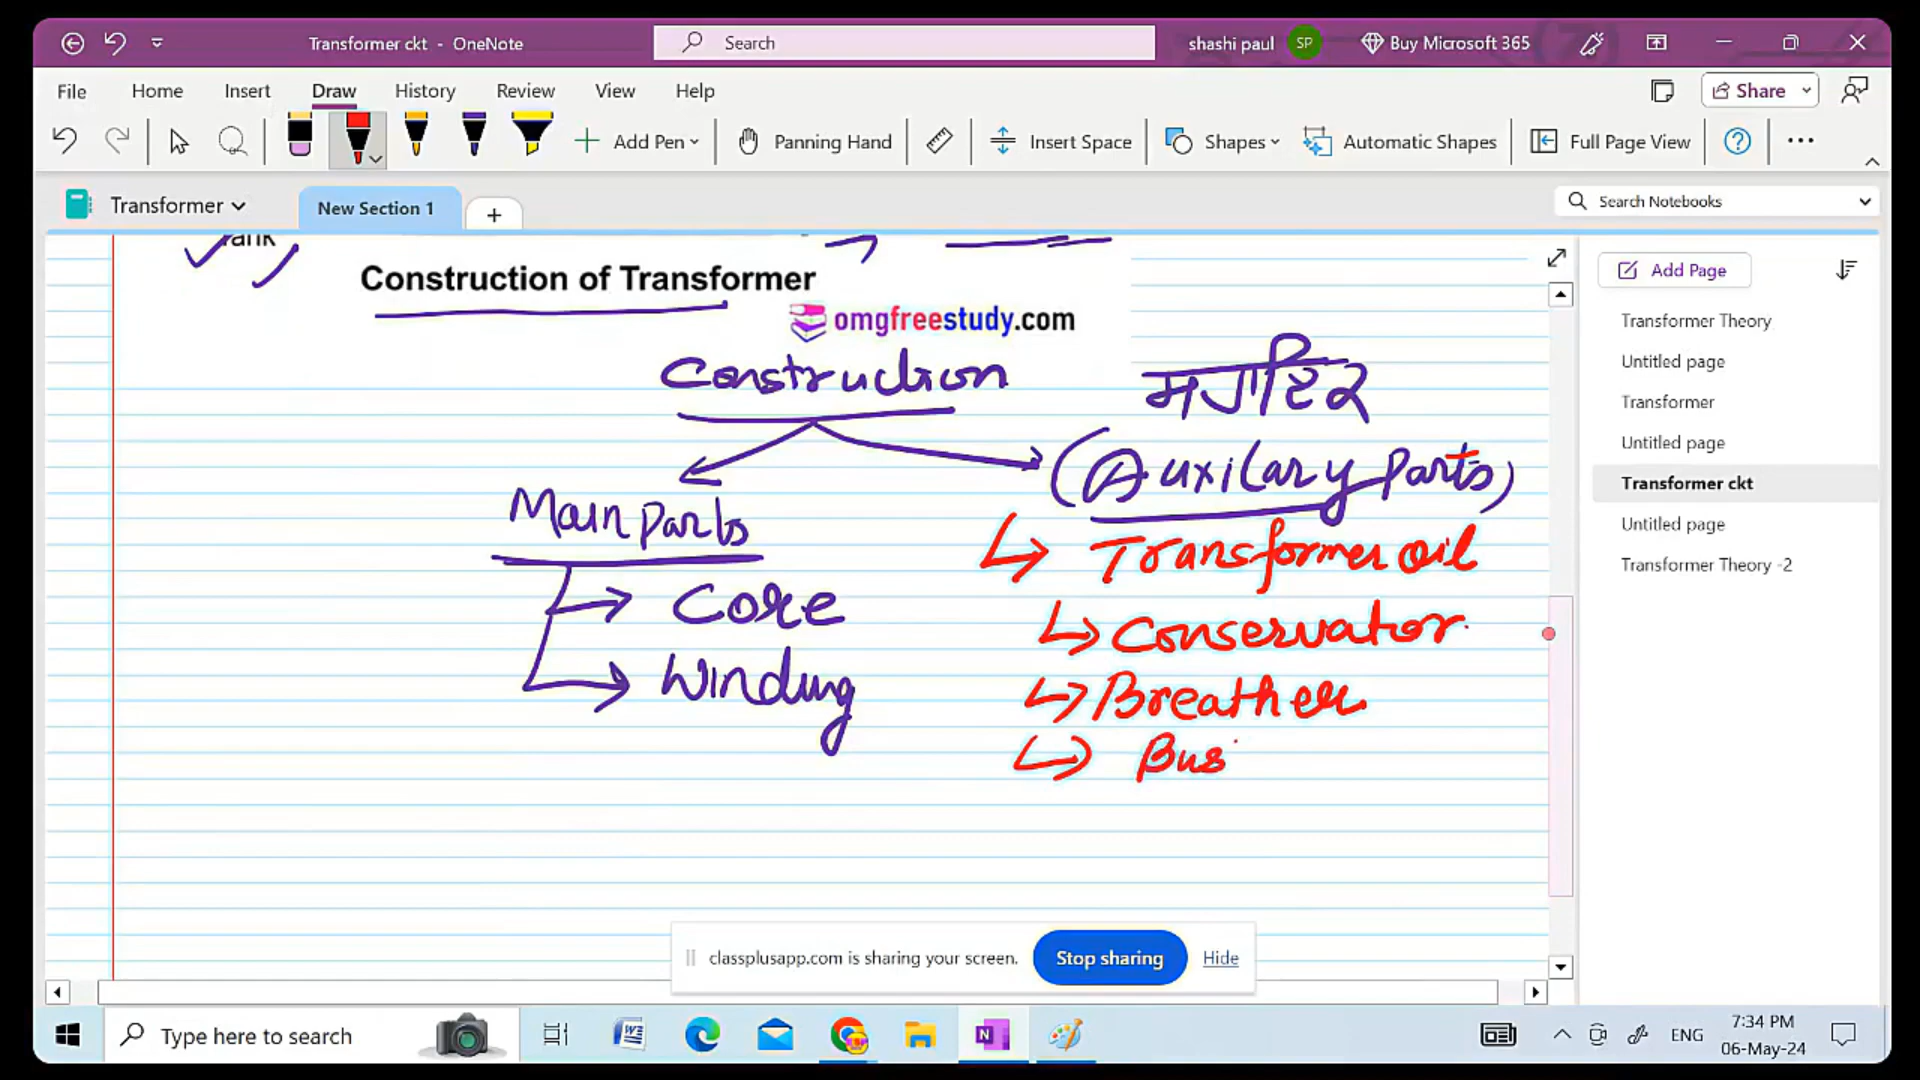 Transformer ckt - OneNote
Search
shashi paul SP
Buy Microsoft 365
File Home Insert Draw History Review View Help
Share
Add Pen
Panning Hand
Insert Space
Shapes
Automatic Shapes
Full Page View
Transformer
New Section 1
Search Notebooks
Construction of Transformer
omgfreestudy.com
Construction
(Auxilary parts)
Main parts
Transformer oil
Core
Conservator
Winding
Breather
Bus
Add Page
Transformer Theory
Untitled page
Transformer
Untitled page
Transformer ckt
Untitled page
Transformer Theory -2
classplusapp.com is sharing your screen.
Stop sharing
Hide
Type here to search
ENG
7:34 PM
06-May-24